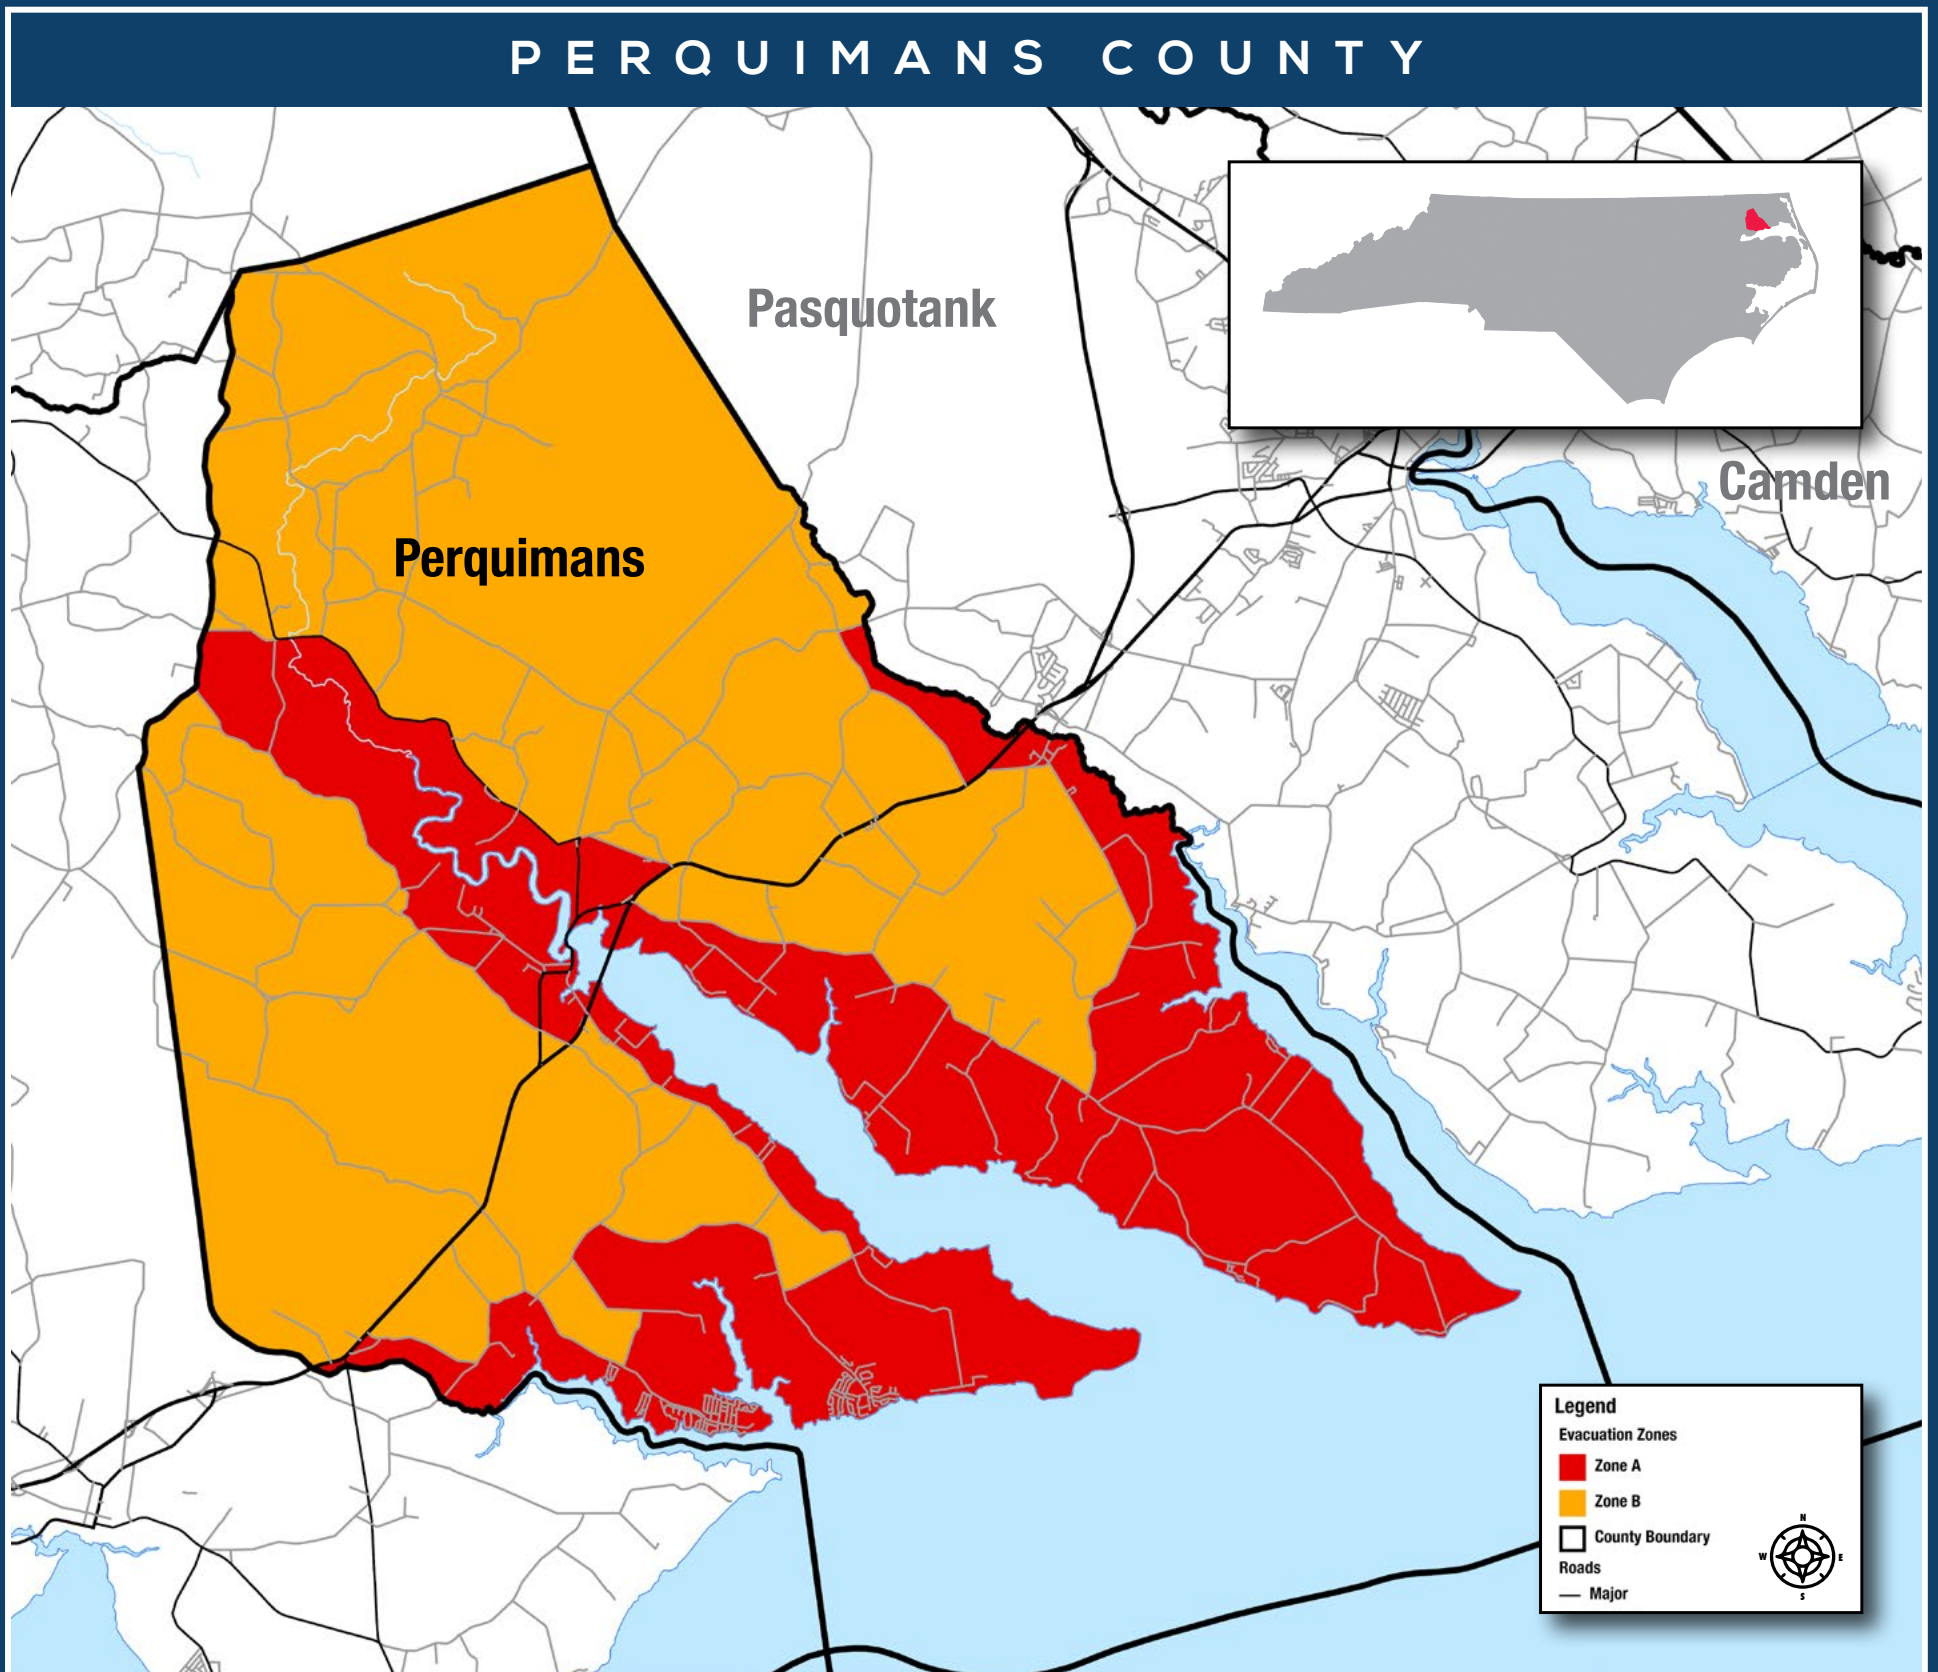 PERQUIMANS COUNTY
Pasquotank
Camden
Perquimans
Legend
Evacuation Zones
Zone A
Zone B
County Boundary
Roads
Major
N
W E
S